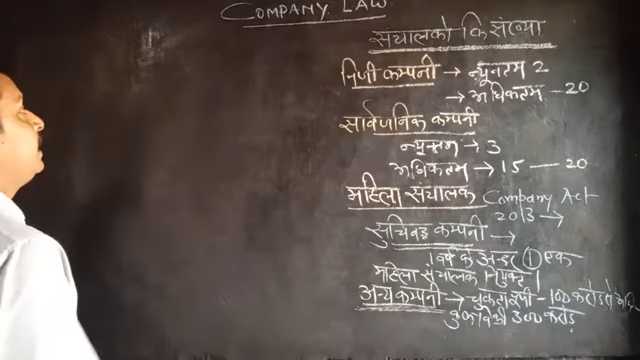 COMPANY LAW
संचालको कि संख्या
निजी कम्पनी → न्यूनतम 2
→ अधिकतम - 20
सार्वजनिक कम्पनी
न्यूनतम → 3
अधिकतम → 15 — 20
महिला संचालक Company Act
2013 →
सुचिबद्ध कम्पनी →
1 वर्ष के अन्दर 1 एक
महिला संचालक
अन्य कम्पनी → चुकता पूंजी - 100 करोड़
300 करोड़